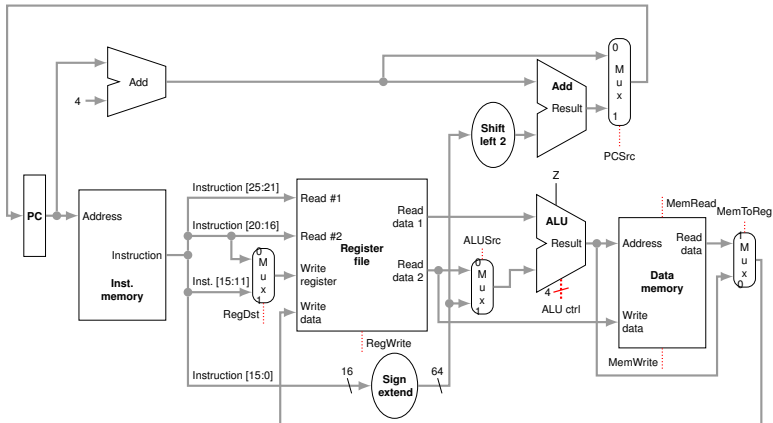 0
M
u
x
1
PCSrc
Add
4
Add
Result
Shift
left 2
PC
Address
Instruction
Inst.
memory
Instruction [25:21]
Instruction [20:16]
Inst. [15:11]
0
M
u
x
1
RegDst
Read #1
Read #2
Write
register
Write
data
Register
file
Read
data 1
Read
data 2
RegWrite
Instruction [15:0]
16
Sign
extend
64
ALUSrc
0
M
u
x
1
Z
ALU
Result
4
ALU ctrl
MemRead
Address
Read
data
Data
memory
Write
data
MemWrite
MemToReg
1
M
u
x
0